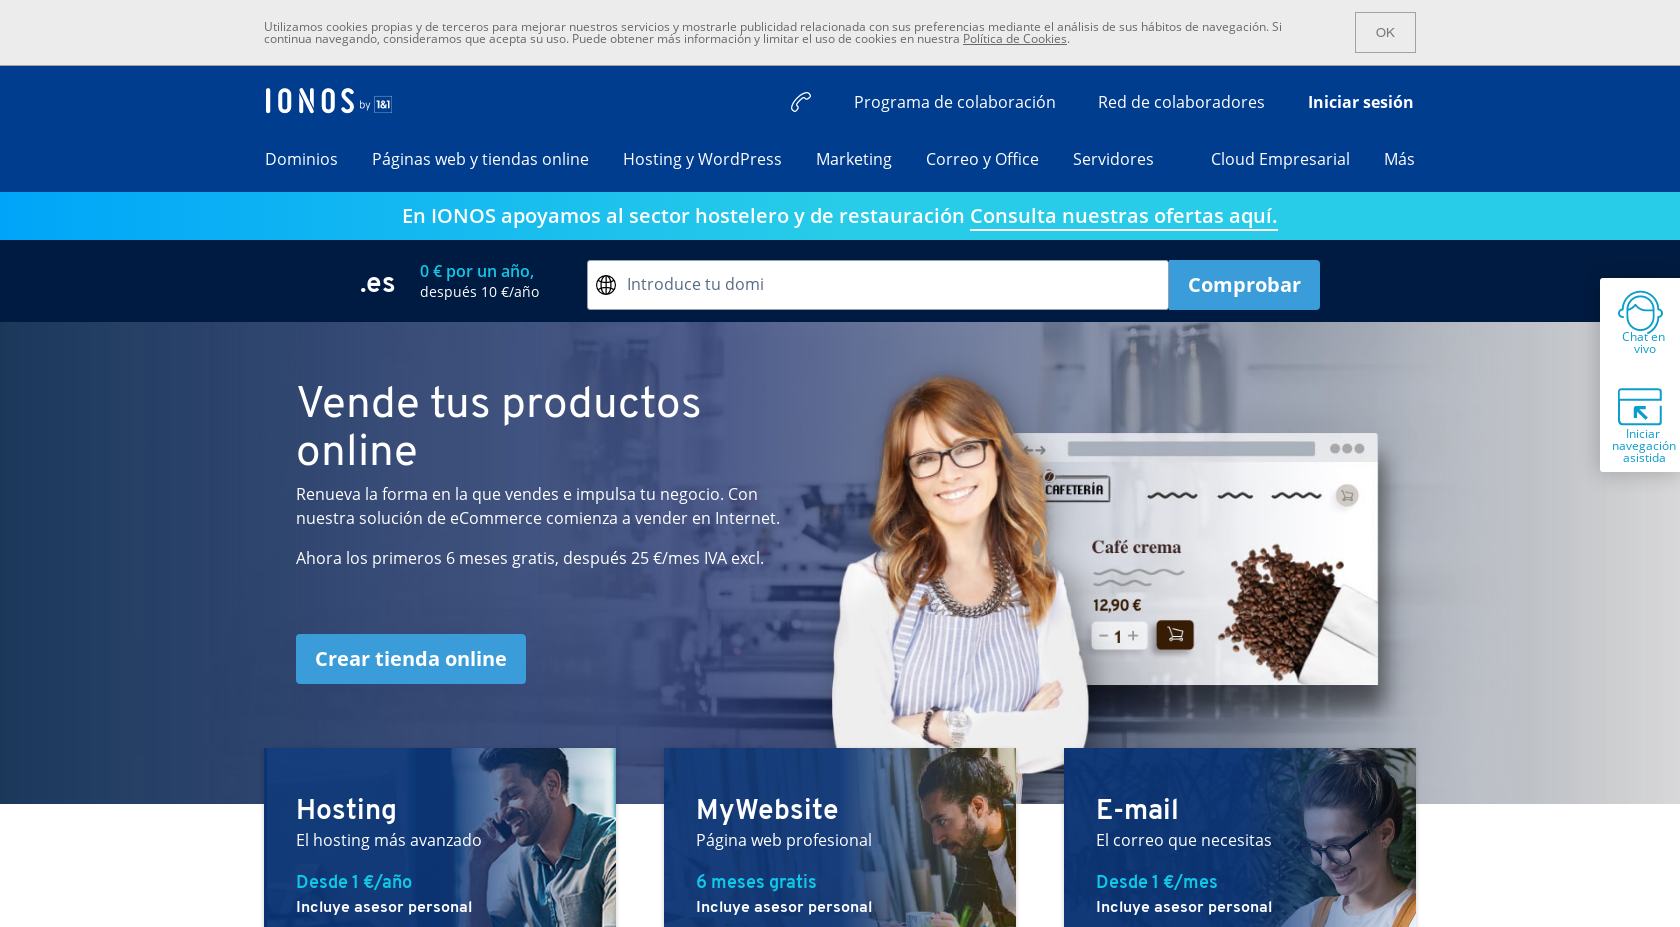 Utilizamos cookies propias y de terceros para mejorar nuestros servicios y mostrarle publicidad relacionada con sus preferencias mediante el análisis de sus hábitos de navegación. Si
continua navegando, consideramos que acepta su uso. Puede obtener más información y limitar el uso de cookies en nuestra Política de Cookies.
OK
IONOS by 1&1
Programa de colaboración
Red de colaboradores
Iniciar sesión
Dominios
Páginas web y tiendas online
Hosting y WordPress
Marketing
Correo y Office
Servidores
Cloud Empresarial
Más
En IONOS apoyamos al sector hostelero y de restauración Consulta nuestras ofertas aquí.
.es
0 € por un año,
después 10 €/año
Introduce tu domi
Comprobar
Chat en
vivo
Iniciar
navegación
asistida
Vende tus productos
online
Renueva la forma en la que vendes e impulsa tu negocio. Con
nuestra solución de eCommerce comienza a vender en Internet.
Ahora los primeros 6 meses gratis, después 25 €/mes IVA excl.
Crear tienda online
CAFETERÍA
Café crema
12,90 €
1
Hosting
El hosting más avanzado
Desde 1 €/año
Incluye asesor personal
MyWebsite
Página web profesional
6 meses gratis
Incluye asesor personal
E-mail
El correo que necesitas
Desde 1 €/mes
Incluye asesor personal